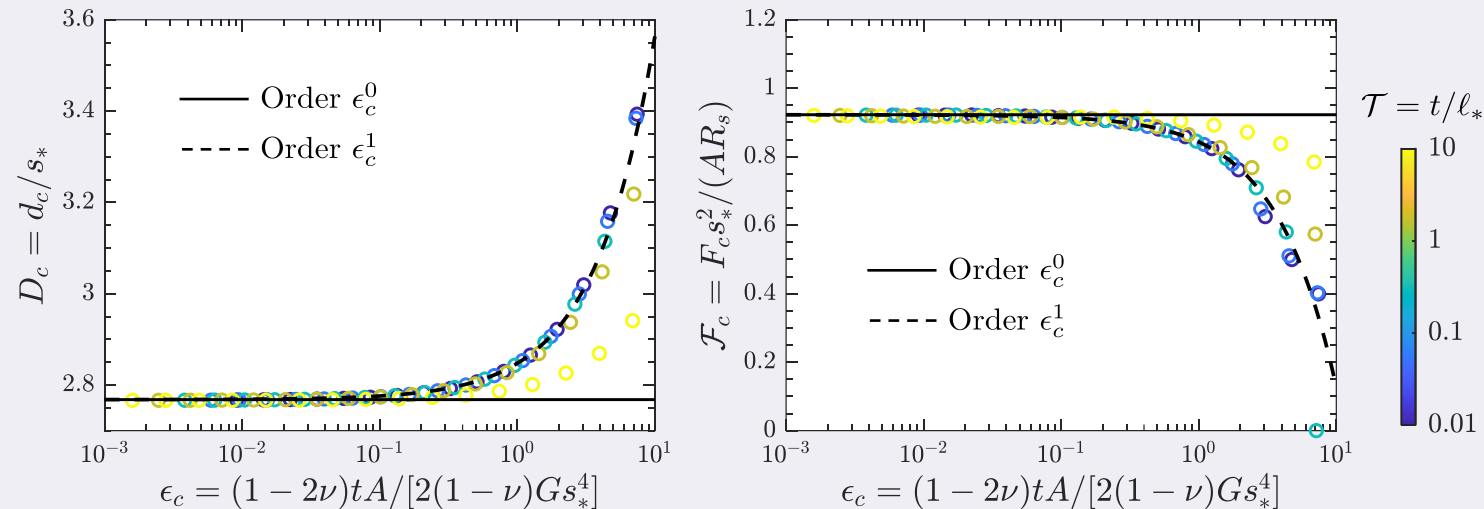 3.6
3.4
3.2
3
2.8
D_c = d_c/s_*
Order ϵ_c^0
Order ϵ_c^1
10^{-3}
10^{-2}
10^{-1}
10^0
10^1
ϵ_c = (1 − 2ν)tA/[2(1 − ν)Gs_*^4]
1.2
1
0.8
0.6
0.4
0.2
0
ℱ_c = F_c s_*^2/(AR_s)
Order ϵ_c^0
Order ϵ_c^1
10^{-3}
10^{-2}
10^{-1}
10^0
10^1
ϵ_c = (1 − 2ν)tA/[2(1 − ν)Gs_*^4]
𝒯 = t/ℓ_*
10
1
0.1
0.01